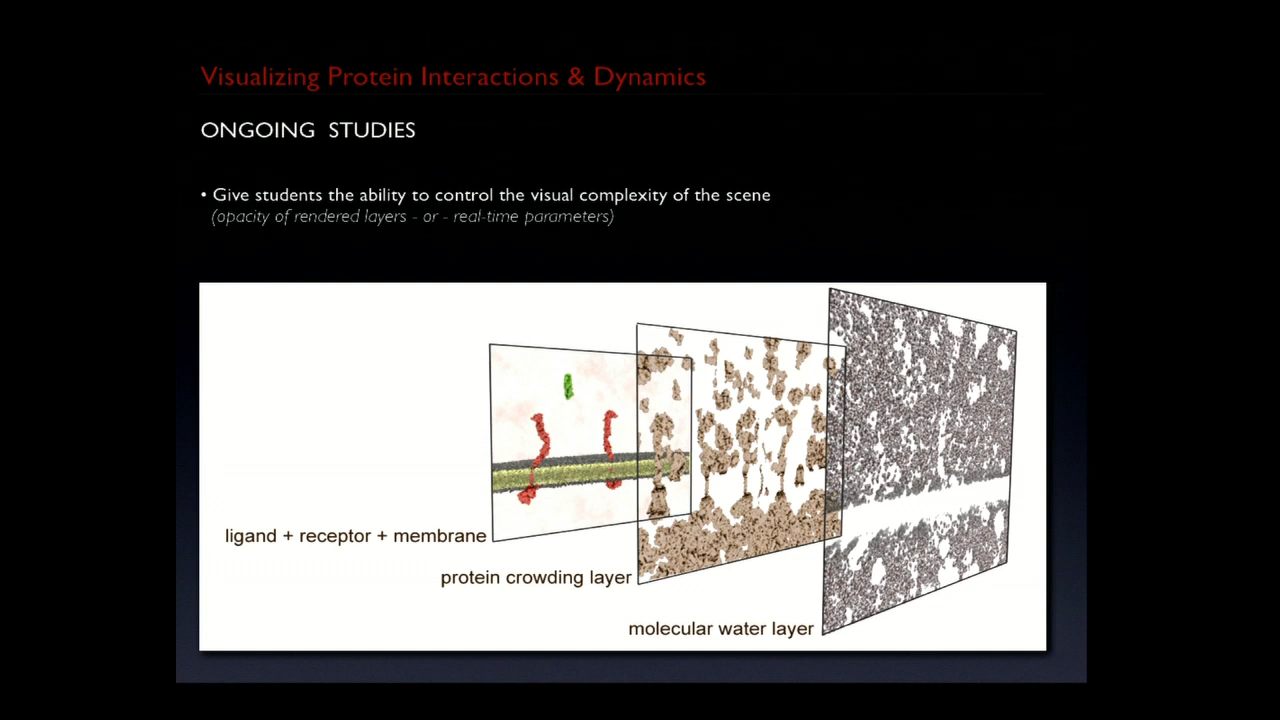 Visualizing Protein Interactions & Dynamics
ONGOING STUDIES
• Give students the ability to control the visual complexity of the scene
(opacity of rendered layers - or - real-time parameters)
ligand + receptor + membrane
protein crowding layer
molecular water layer